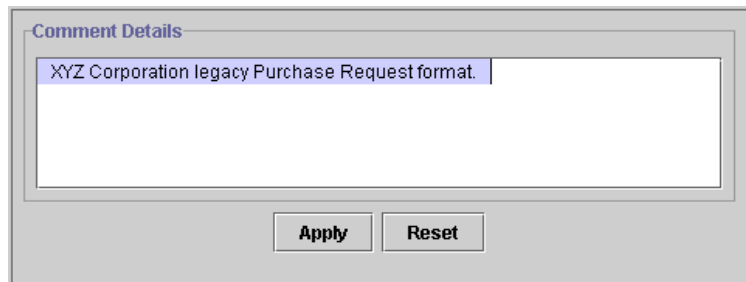 Comment Details
XYZ Corporation legacy Purchase Request format.
Apply Reset